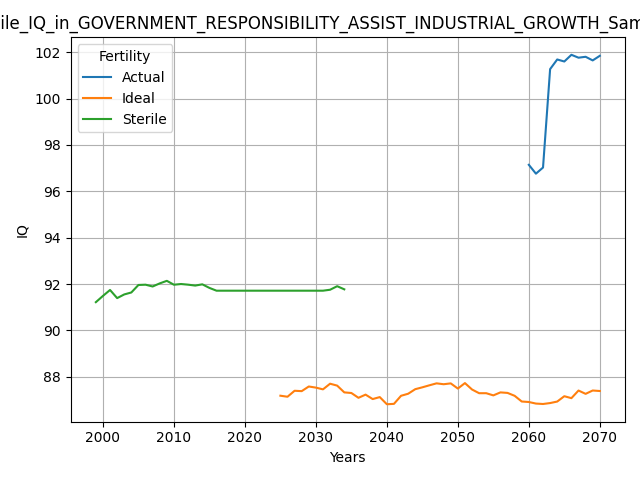 ile_IQ_in_GOVERNMENT_RESPONSIBILITY_ASSIST_INDUSTRIAL_GROWTH_Sam
Fertility
Actual
Ideal
Sterile
IQ
102
100
98
96
94
92
90
88
2000 2010 2020 2030 2040 2050 2060 2070
Years